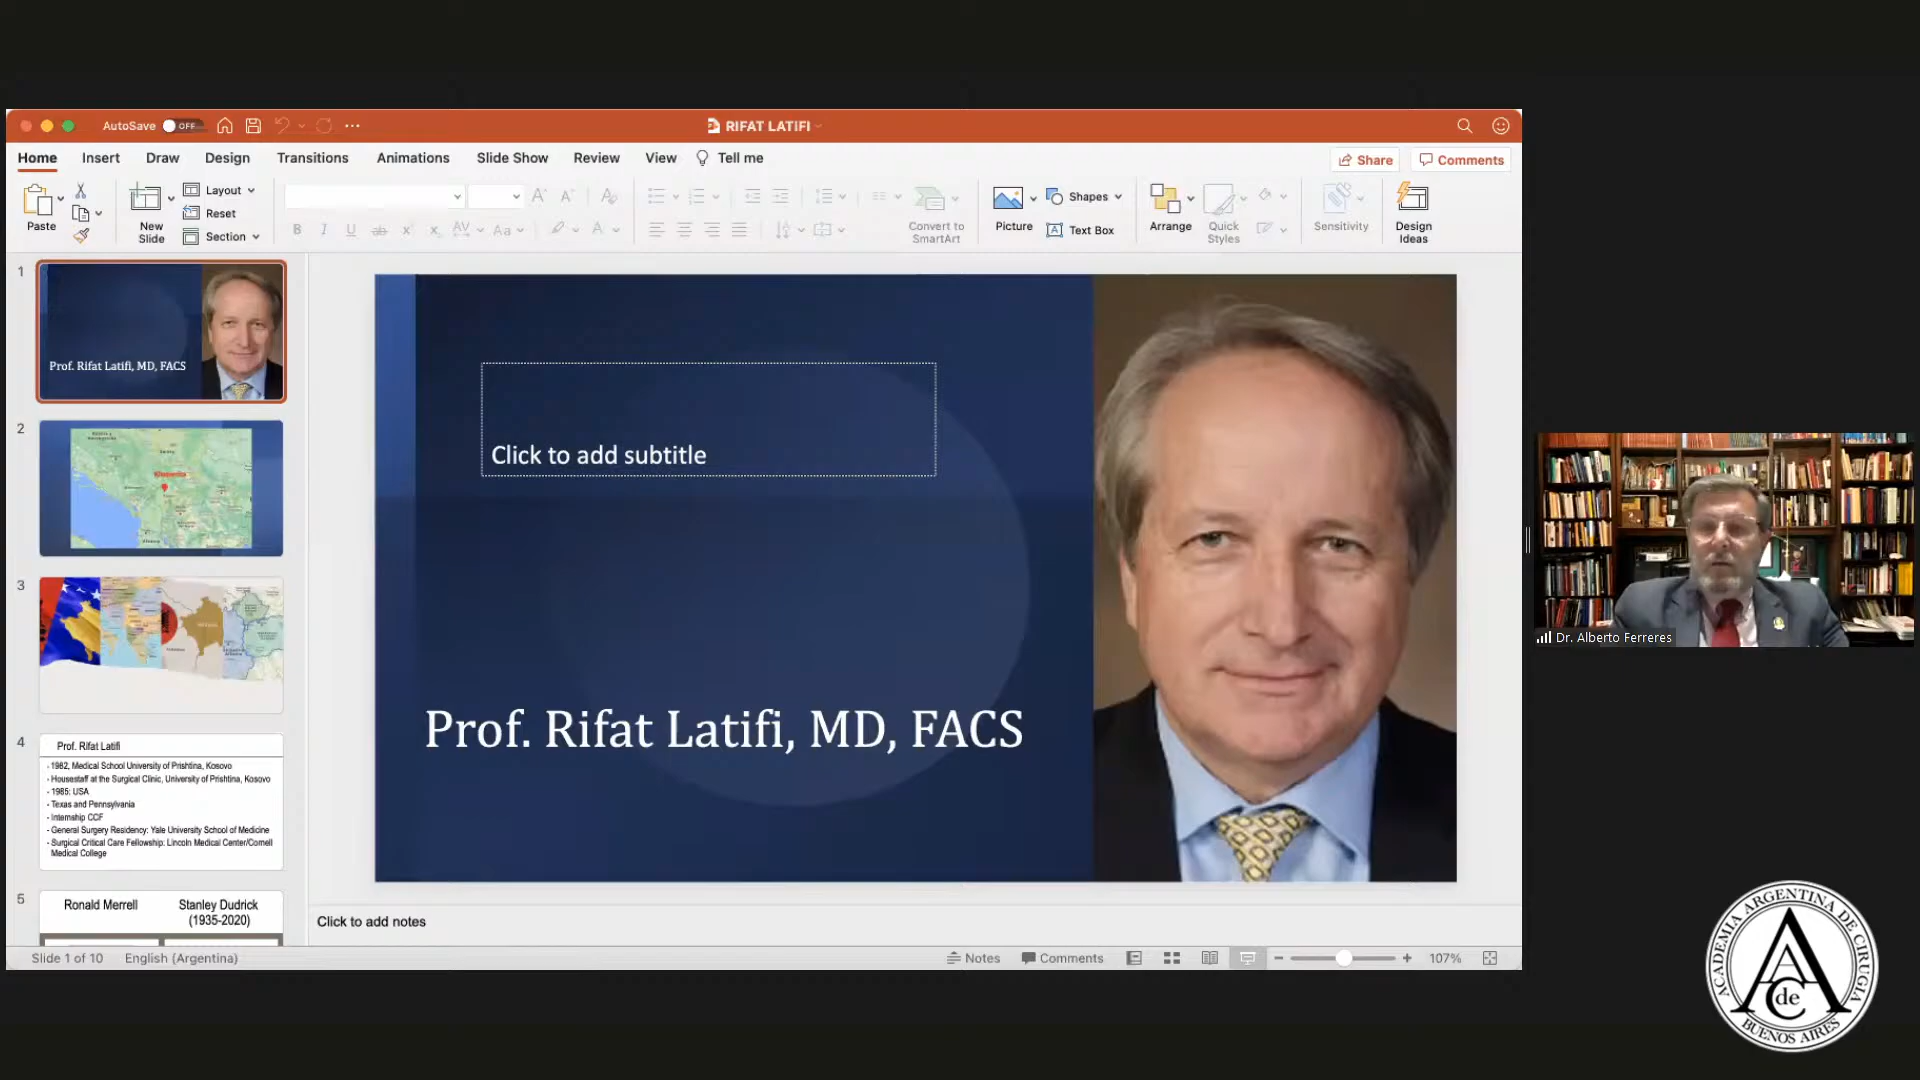 AutoSave
OFF
RIFAT LATIFI
Home
Insert
Draw
Design
Transitions
Animations
Slide Show
Review
View
Tell me
Share
Comments
Paste
New
Slide
Layout
Reset
Section
B I U ab x x AV Aa A
Convert to
SmartArt
Picture
Shapes
Text Box
Arrange
Quick
Styles
Sensitivity
Design
Ideas
1
Prof. Rifat Latifi, MD, FACS
2
3
4
Prof. Rifat Latifi
- 1982, Medical School University of Prishtina, Kosovo
- Housestaff at the Surgical Clinic, University of Prishtina, Kosovo
- 1985: USA
- Texas and Pennsylvania
- Internship CCF
- General Surgery Residency: Yale University School of Medicine
- Surgical Critical Care Fellowship: Lincoln Medical Center/Cornell
Medical College
5
Ronald Merrell
Stanley Dudrick
(1935-2020)
Click to add subtitle
Prof. Rifat Latifi, MD, FACS
Click to add notes
Slide 1 of 10
English (Argentina)
Notes
Comments
107%
Dr. Alberto Ferreres
ACADEMIA ARGENTINA DE CIRUGIA
A A C de
BUENOS AIRES